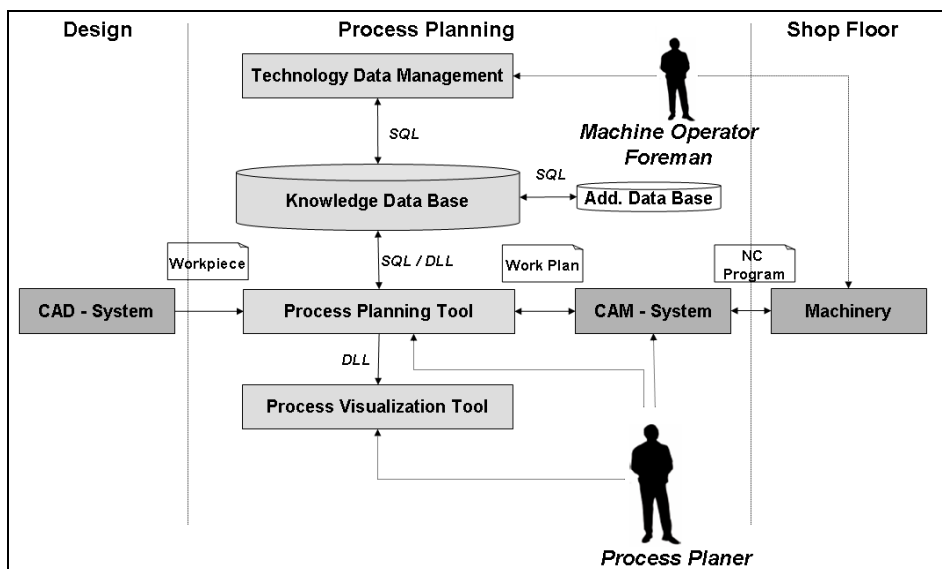 Design
Process Planning
Shop Floor
Technology Data Management
SQL
Machine Operator
Foreman
Knowledge Data Base
SQL
Add. Data Base
Workpiece
SQL / DLL
Work Plan
NC
Program
CAD - System
Process Planning Tool
CAM - System
Machinery
DLL
Process Visualization Tool
Process Planer